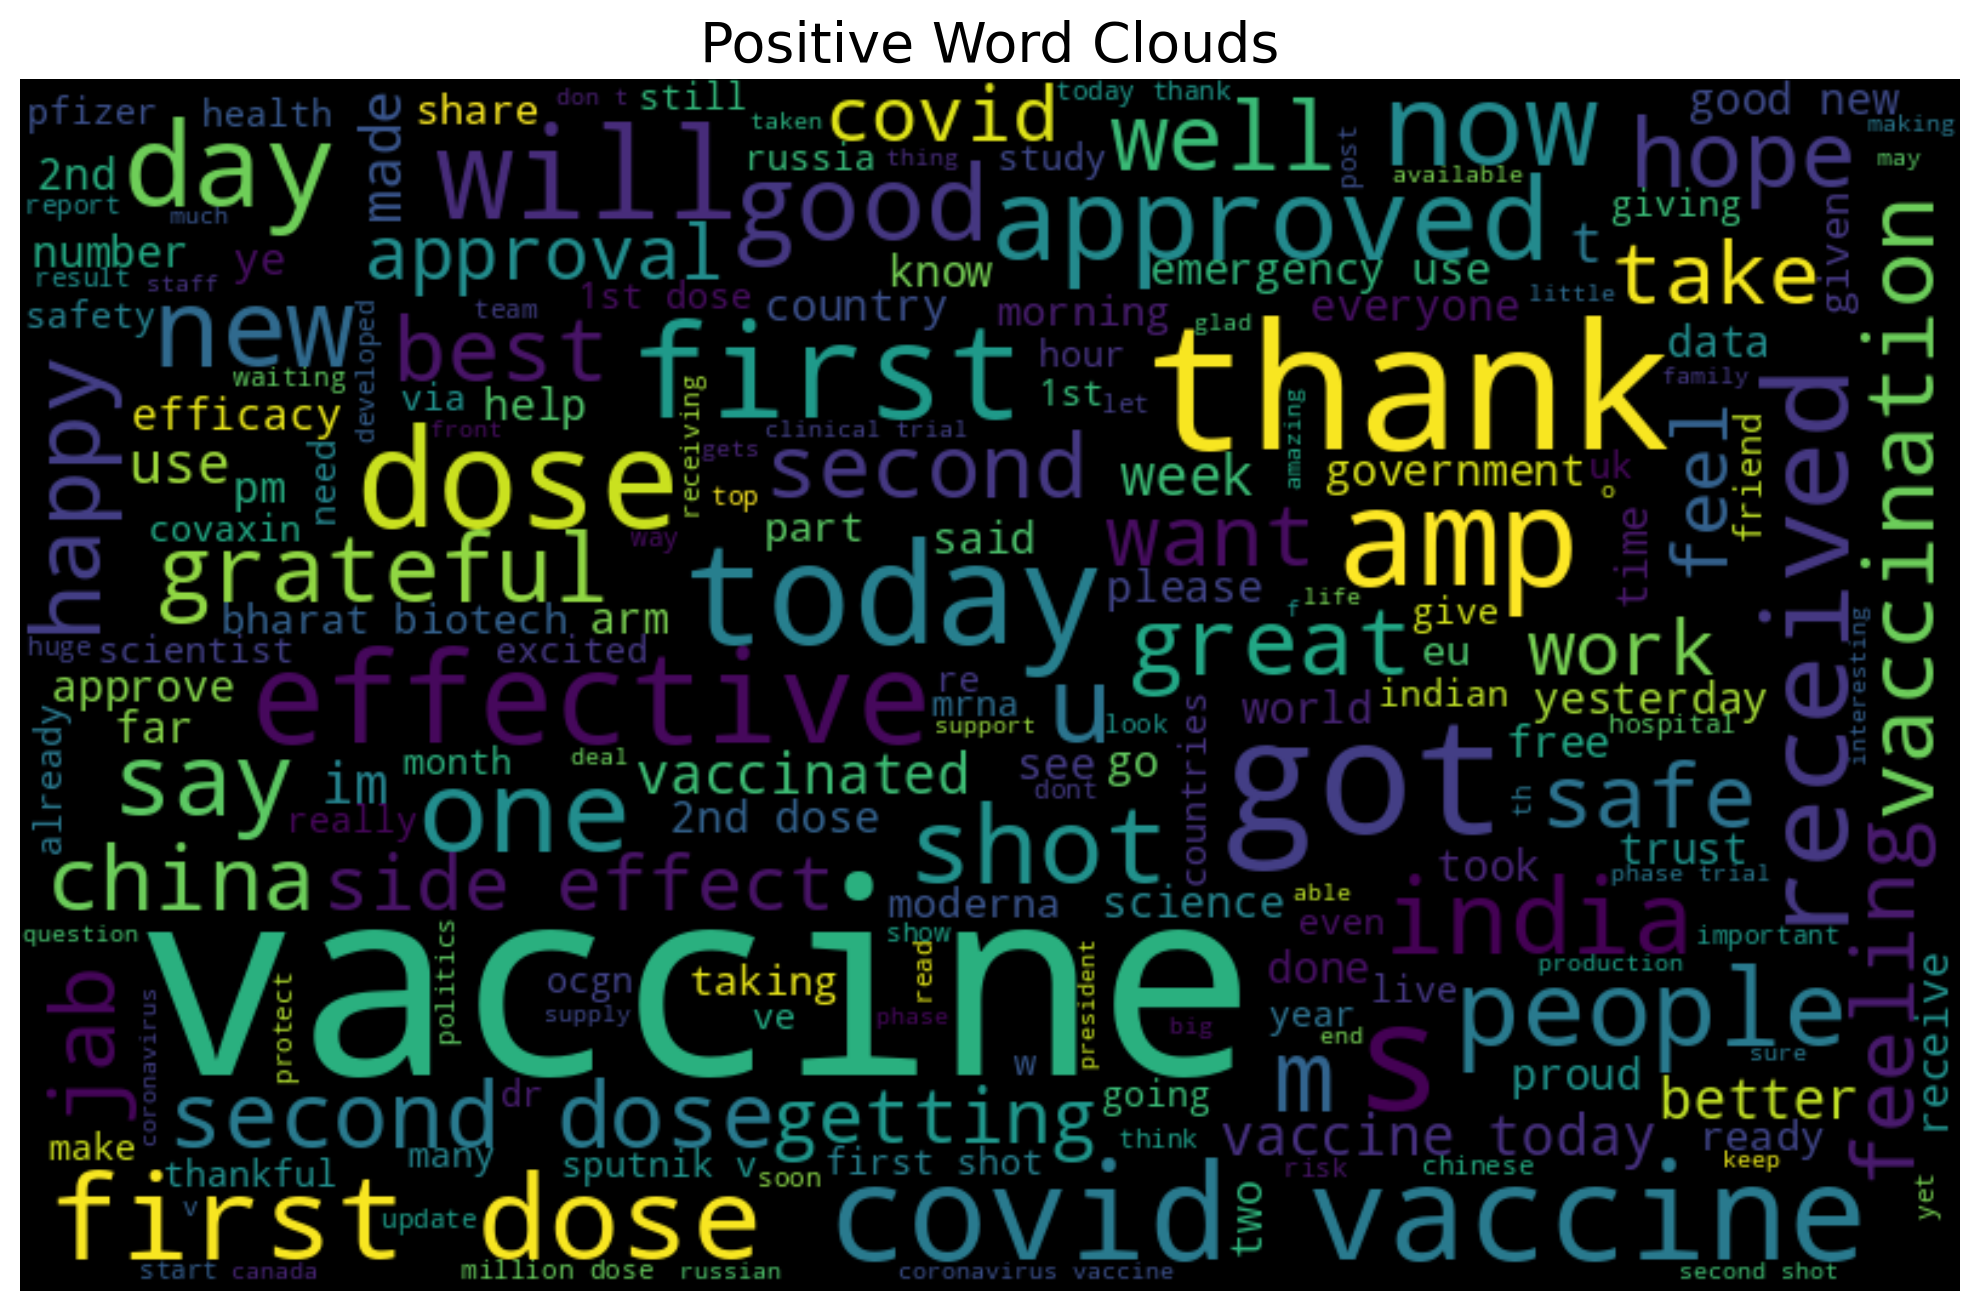 Positive Word Clouds
pfizer
health
made
share
don t
still
covid
today thank
well
now
good new
making
2nd
day
will
taken
russia
thing
study
post
available
hope
may
report
much
good
approved
t
giving
given
number
ye
approval
know
emergency use
take
vaccination
result
staff
1st dose
country
morning
everyone
little
safety
new
developed
team
best
first
hour
glad
thank
data
family
happy
waiting
via
help
receiving
1st
let
amazing
feel
received
efficacy
front
clinical trial
use
need
dose
gets
second
week
government
uk
friend
pm
top
o
covaxin
way
part
said
want
amp
time
grateful
today
please
f
life
give
bharat biotech
arm
great
eu
work
interesting
huge
scientist
excited
effective
re
mrna
u
look
world
indian
yesterday
approve
far
support
countries
hospital
already
say
im
month
deal
vaccinated
see
go
got
free
really
one
2nd dose
dont
th
safe
china
side effect
shot
took
trust
phase trial
moderna
science
able
even
india
important
feeling
question
vaccine
politics
show
done
production
jab
coronavirus
protect
ocgn
taking
read
president
live
people
receive
supply
ve
phase
big
year
s
end
w
m
sure
second dose
dr
getting
going
proud
better
make
many
think
vaccine today
ready
thankful
sputnik v
soon
first shot
risk
chinese
keep
yet
first dose
v
update
covid vaccine
two
start
canada
million dose
russian
coronavirus vaccine
second shot